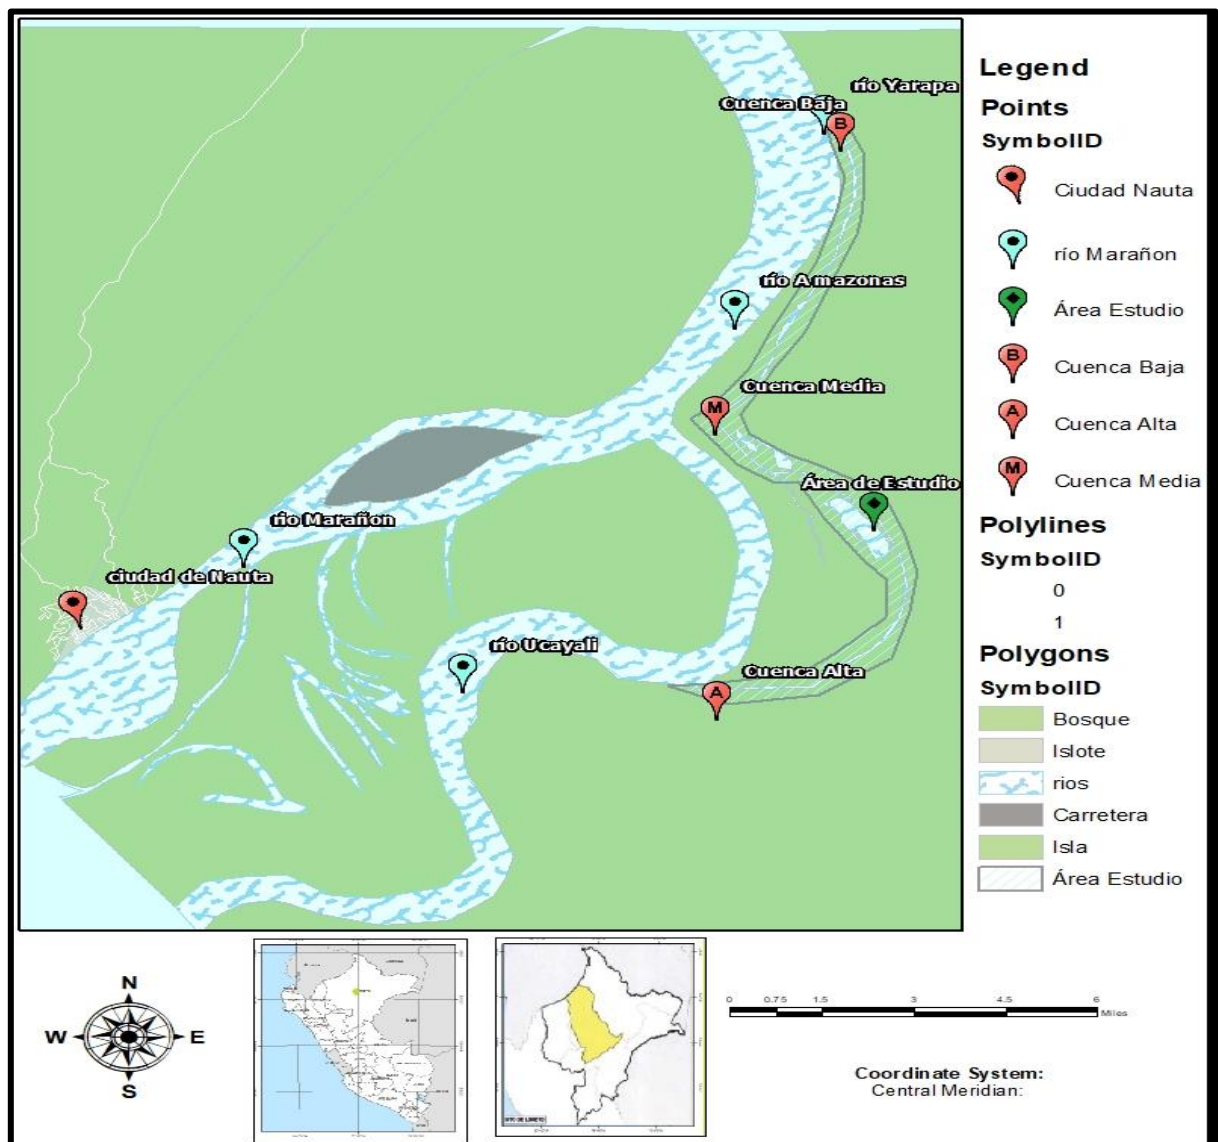 río Yarapa
Cuenca Baja
B
río Amazonas
Cuenca Media
M
Área de Estudio
río Marañon
ciudad de Nauta
río Ucayali
Cuenca Alta
A
Legend
Points
SymbolID
Ciudad Nauta
río Marañon
Área Estudio
B
Cuenca Baja
A
Cuenca Alta
M
Cuenca Media
Polylines
SymbolID
0
1
Polygons
SymbolID
Bosque
Islote
rios
Carretera
Isla
Área Estudio
N
W E
S
0 0.75 1.5 3 4.5 6
Miles
Coordinate System:
Central Meridian: